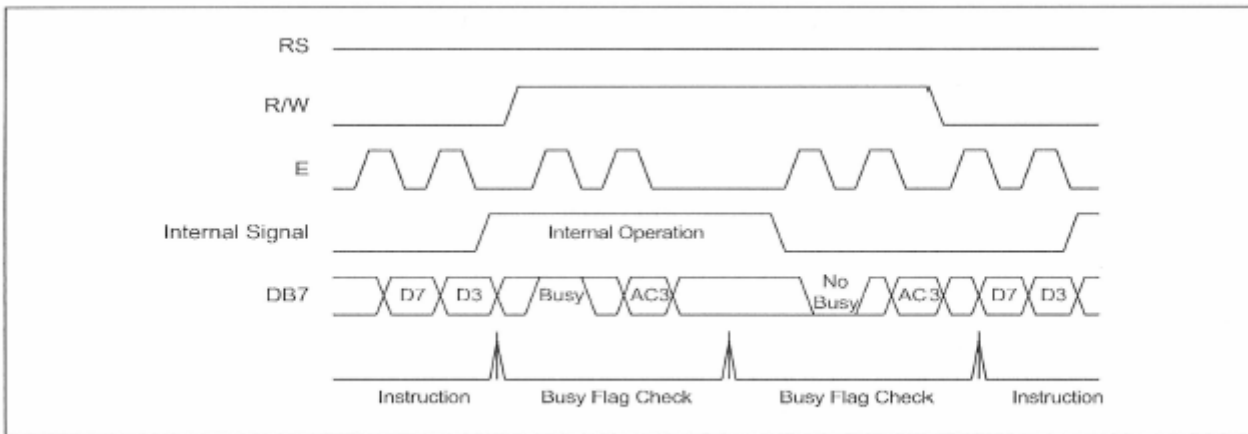 RS
R/W
E
Internal Signal
Internal Operation
DB7
D7
D3
Busy
AC3
No
Busy
AC3
D7
D3
Instruction
Busy Flag Check
Busy Flag Check
Instruction